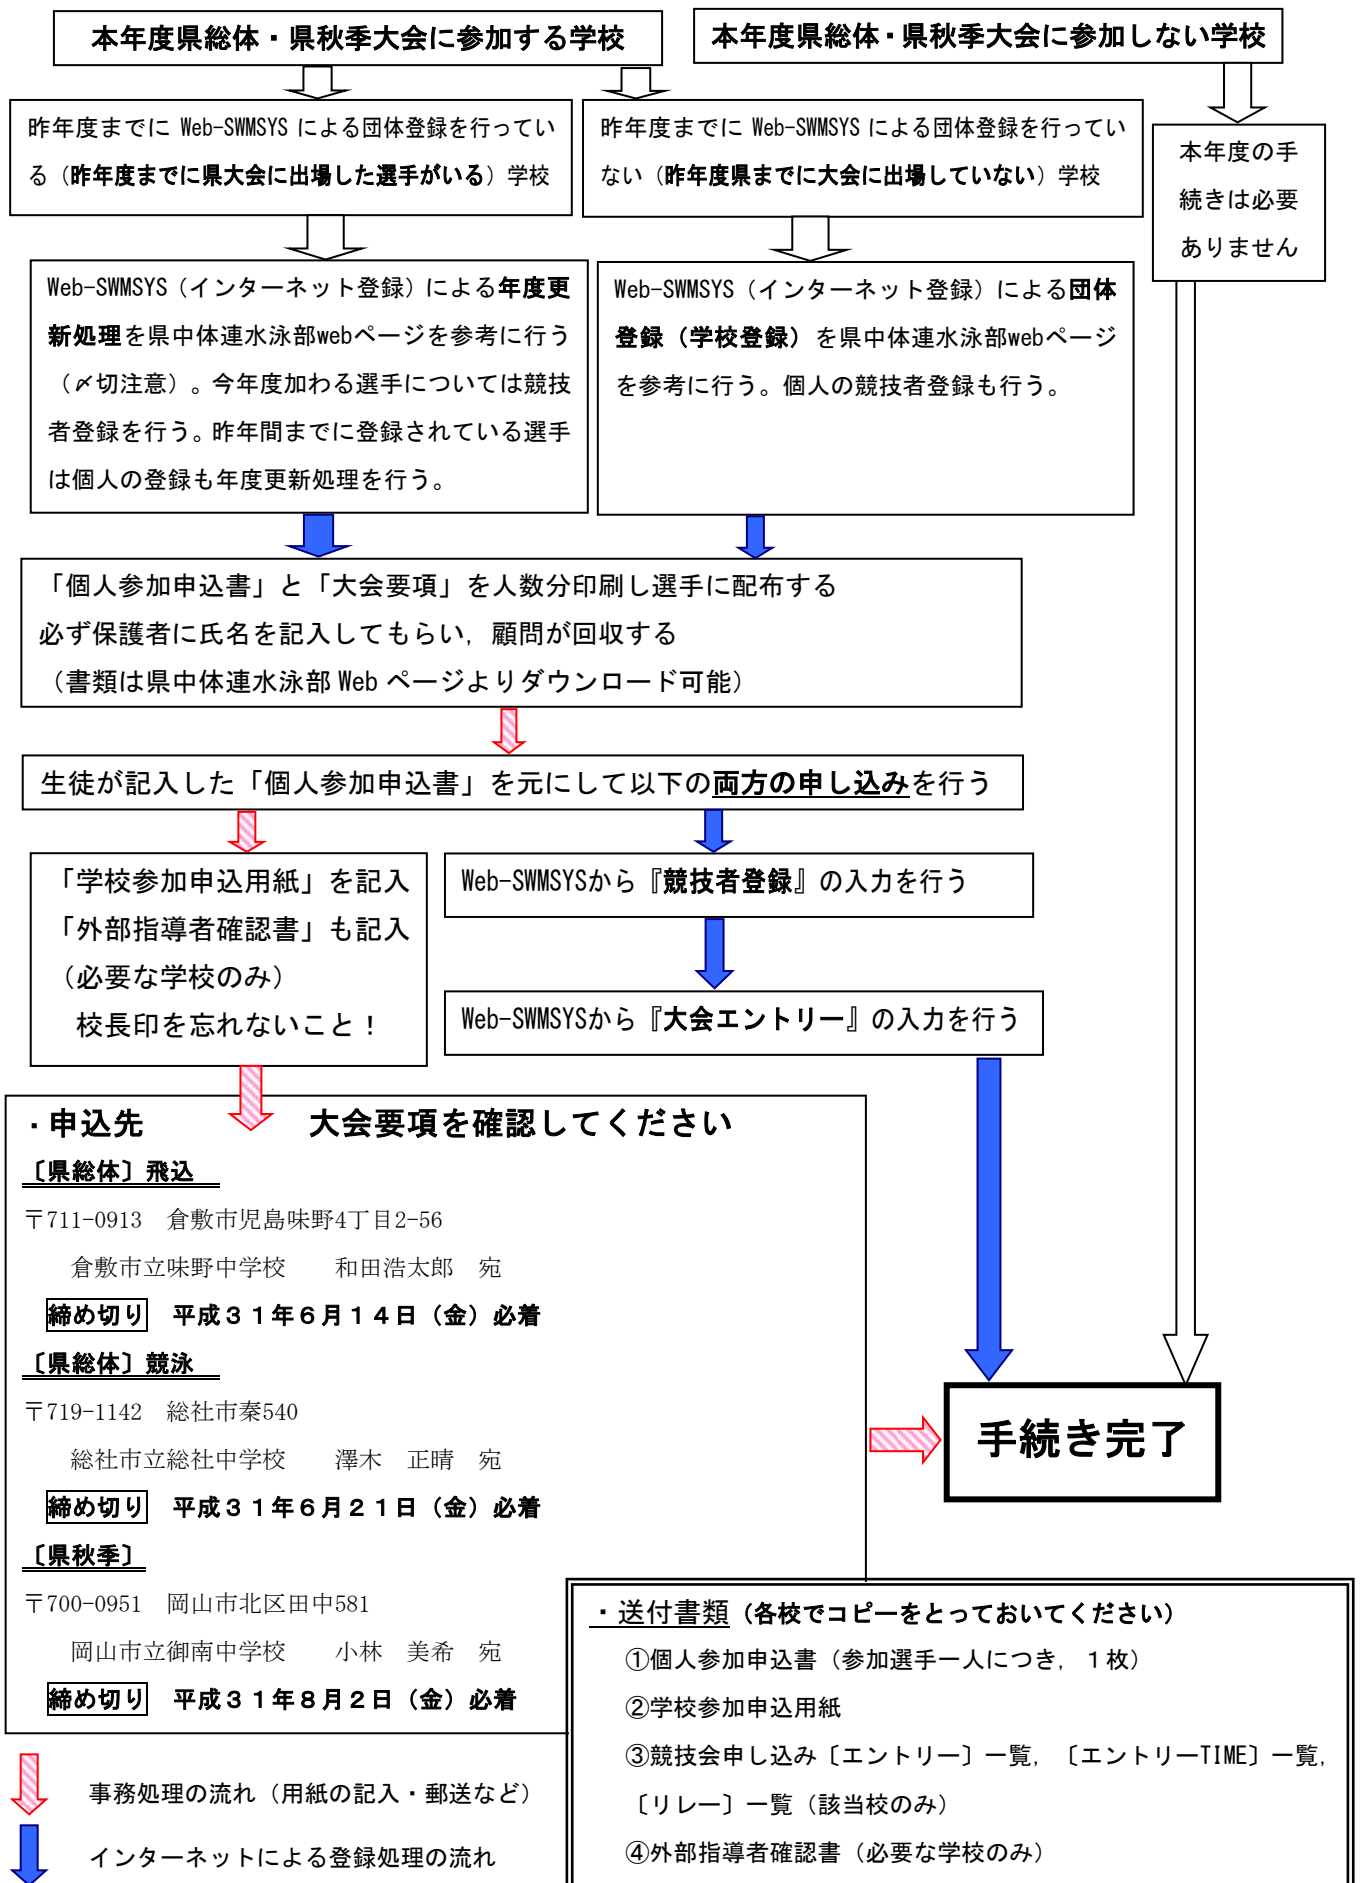 本年度県総体・県秋季大会に参加する学校
本年度県総体・県秋季大会に参加しない学校
昨年度までに Web-SWMSYS による団体登録を行ってい
る（昨年度までに県大会に出場した選手がいる）学校
昨年度までに Web-SWMSYS による団体登録を行ってい
ない（昨年度県までに大会に出場していない）学校
本年度の手
続きは必要
ありません
Web-SWMSYS（インターネット登録）による年度更
新処理を県中体連水泳部webページを参考に行う
（〆切注意）。今年度加わる選手については競技
者登録を行う。昨年間までに登録されている選手
は個人の登録も年度更新処理を行う。
Web-SWMSYS（インターネット登録）による団体
登録（学校登録）を県中体連水泳部webページ
を参考に行う。個人の競技者登録も行う。
「個人参加申込書」と「大会要項」を人数分印刷し選手に配布する
必ず保護者に氏名を記入してもらい，顧問が回収する
（書類は県中体連水泳部 Web ページよりダウンロード可能）
生徒が記入した「個人参加申込書」を元にして以下の両方の申し込みを行う
「学校参加申込用紙」を記入
「外部指導者確認書」も記入
（必要な学校のみ）
校長印を忘れないこと！
Web-SWMSYSから『競技者登録』の入力を行う
Web-SWMSYSから『大会エントリー』の入力を行う
・申込先　大会要項を確認してください
〔県総体〕飛込
〒711-0913　倉敷市児島味野4丁目2-56
倉敷市立味野中学校　和田浩太郎　宛
締め切り　平成３１年６月１４日（金）必着
〔県総体〕競泳
〒719-1142　総社市秦540
総社市立総社中学校　澤木　正晴　宛
締め切り　平成３１年６月２１日（金）必着
〔県秋季〕
〒700-0951　岡山市北区田中581
岡山市立御南中学校　小林　美希　宛
締め切り　平成３１年８月２日（金）必着
手続き完了
・送付書類（各校でコピーをとっておいてください）
①個人参加申込書（参加選手一人につき，１枚）
②学校参加申込用紙
③競技会申し込み〔エントリー〕一覧，〔エントリーTIME〕一覧，
〔リレー〕一覧（該当校のみ）
④外部指導者確認書（必要な学校のみ）
事務処理の流れ（用紙の記入・郵送など）
インターネットによる登録処理の流れ